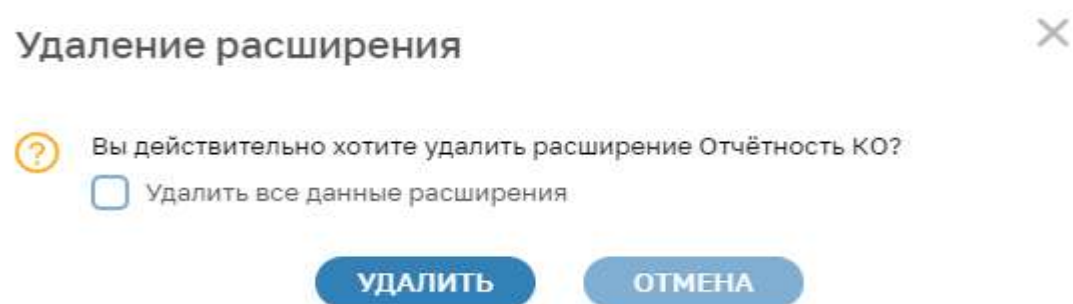 Удаление расширения
Вы действительно хотите удалить расширение Отчётность КО?
Удалить все данные расширения
УДАЛИТЬ
ОТМЕНА